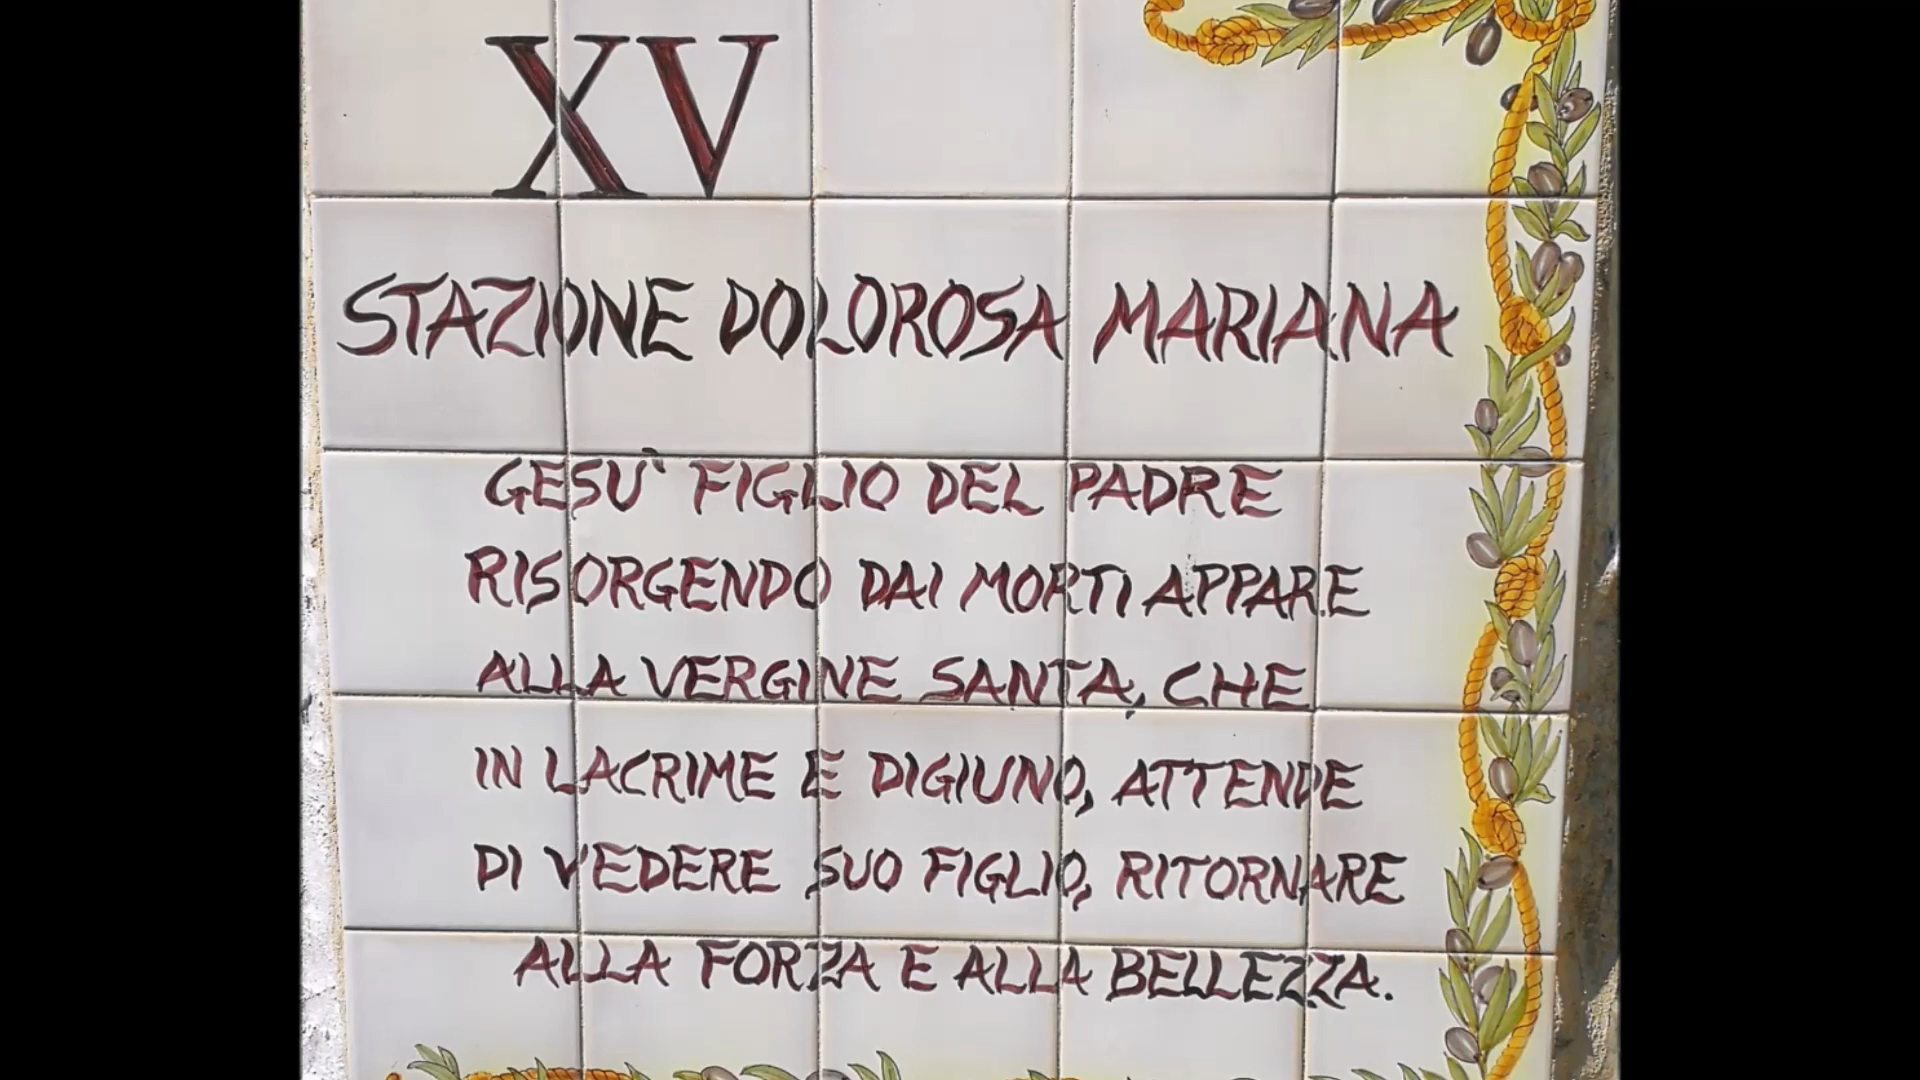 XV
STAZIONE DOLOROSA MARIANA
GESU' FIGLIO DEL PADRE
RISORGENDO DAI MORTI APPARE
ALLA VERGINE SANTA, CHE
IN LACRIME E DIGIUNO, ATTENDE
DI VEDERE SUO FIGLIO, RITORNARE
ALLA FORZA E ALLA BELLEZZA.